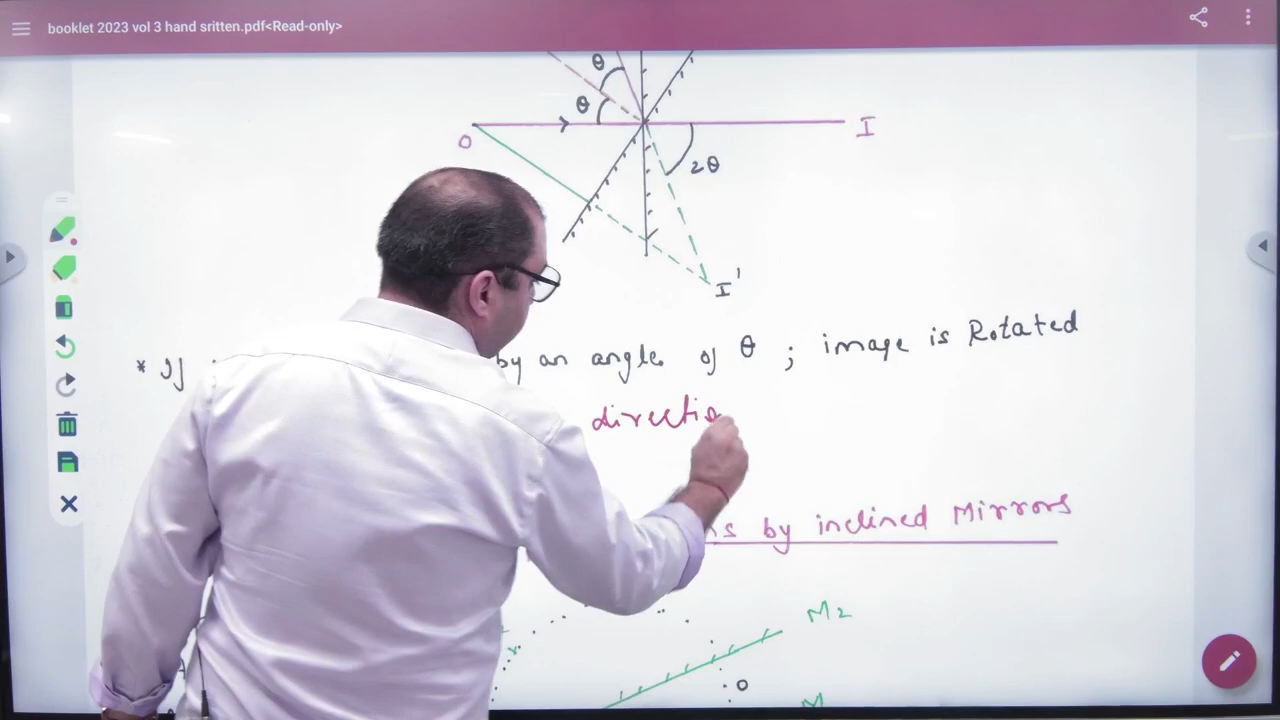 booklet 2023 vol 3 hand sritten.pdf<Read-only>
θ
θ
O
I
2θ
I'
* If by an angle of θ ; image is Rotated
directio
ns by inclined Mirrors
M2
O
M